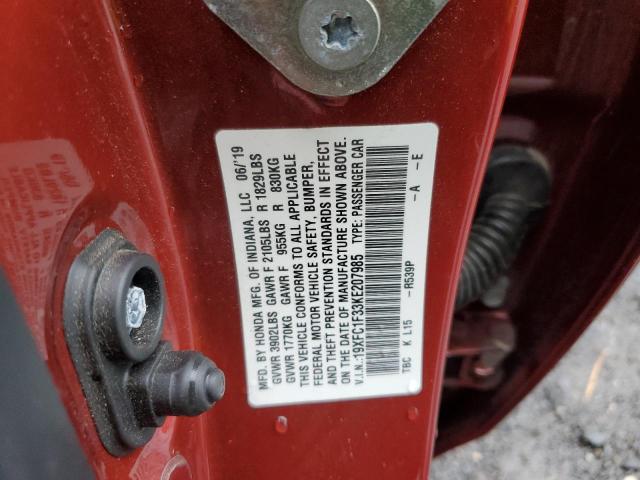 MFD. BY HONDA MFG. OF INDIANA, LLC 06/'19
GVWR 3902LBS GAWR F 2105LBS R 1829LBS
GVWR 1770KG GAWR F 955KG R 830KG
THIS VEHICLE CONFORMS TO ALL APPLICABLE
FEDERAL MOTOR VEHICLE SAFETY, BUMPER,
AND THEFT PREVENTION STANDARDS IN EFFECT
ON THE DATE OF MANUFACTURE SHOWN ABOVE.
V.I.N.:19XFC1F33KE207985 TYPE: PASSENGER CAR
TBC K L15 -R539P -A -E